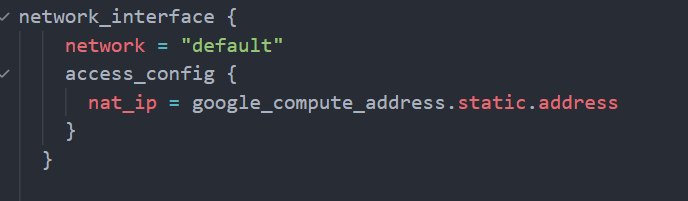 network_interface {
network = "default"
access_config {
nat_ip = google_compute_address.static.address
}
}